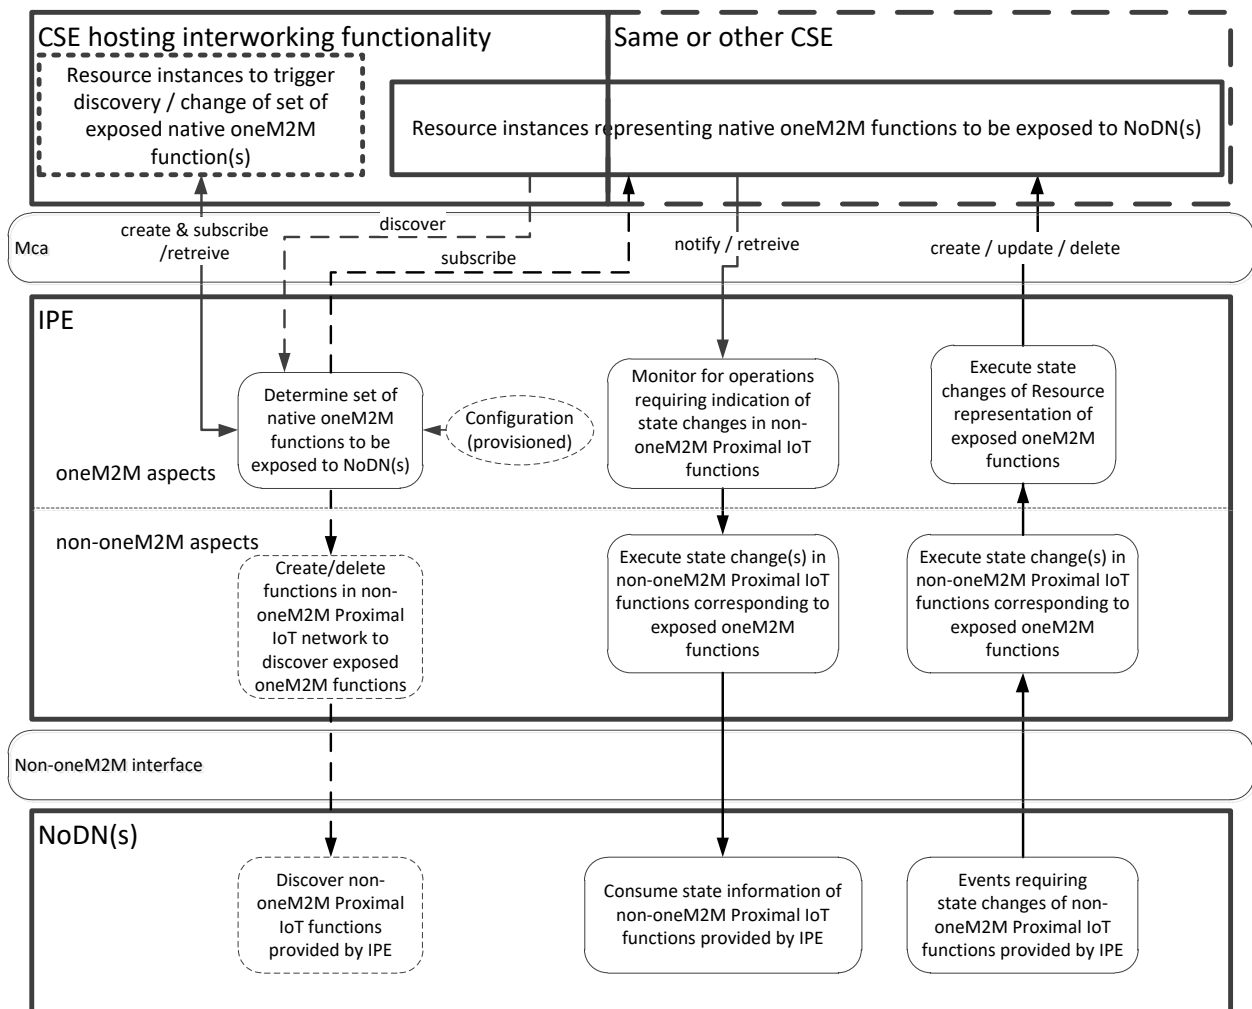 CSE hosting interworking functionality
Same or other CSE
Resource instances to trigger
discovery / change of set of
exposed native oneM2M
function(s)
Resource instances representing native oneM2M functions to be exposed to NoDN(s)
Mca
create & subscribe
/retreive
discover
subscribe
notify / retreive
create / update / delete
IPE
Determine set of
native oneM2M
functions to be
exposed to NoDN(s)
Configuration
(provisioned)
Monitor for operations
requiring indication of
state changes in non-
oneM2M Proximal IoT
functions
Execute state
changes of Resource
representation of
exposed oneM2M
functions
oneM2M aspects
non-oneM2M aspects
Create/delete
functions in non-
oneM2M Proximal
IoT network to
discover exposed
oneM2M functions
Execute state change(s) in
non-oneM2M Proximal IoT
functions corresponding to
exposed oneM2M
functions
Execute state change(s) in
non-oneM2M Proximal IoT
functions corresponding to
exposed oneM2M
functions
Non-oneM2M interface
NoDN(s)
Discover non-
oneM2M Proximal
IoT functions
provided by IPE
Consume state information of
non-oneM2M Proximal IoT
functions provided by IPE
Events requiring
state changes of non-
oneM2M Proximal IoT
functions provided by IPE